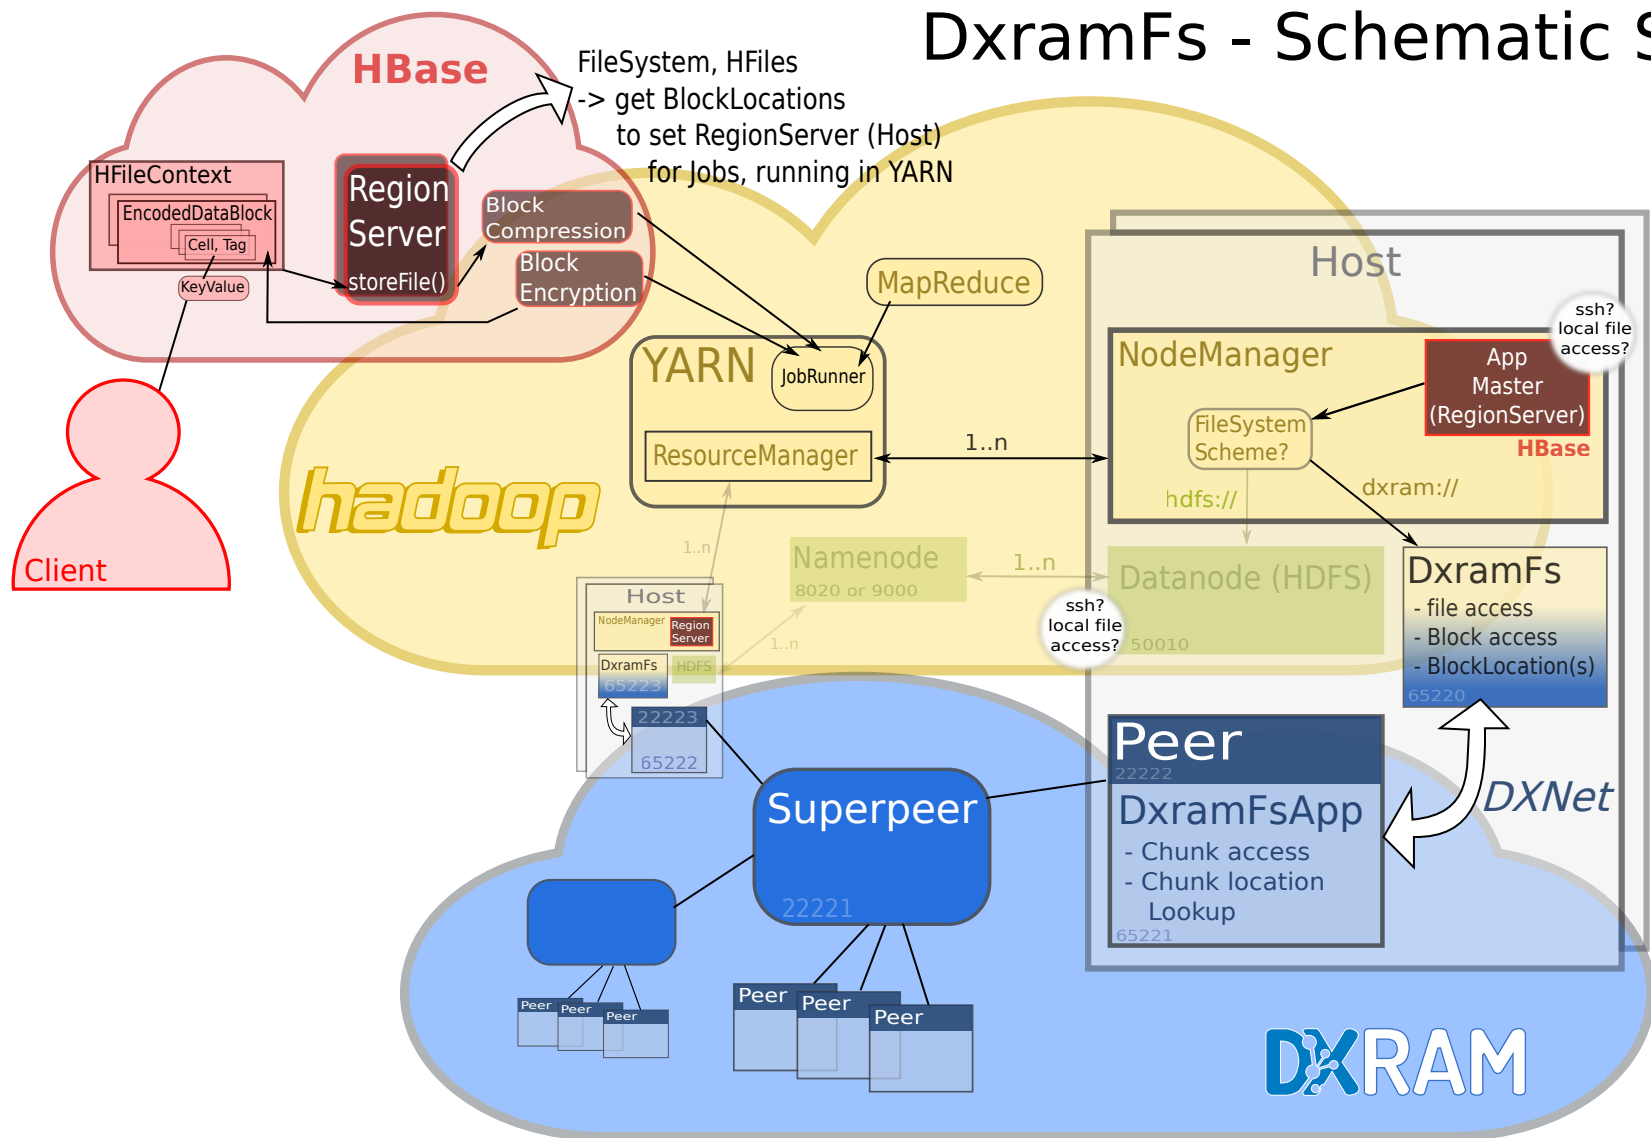 DxramFs - Schematic S
HBase
FileSystem, HFiles
-> get BlockLocations
to set RegionServer (Host)
for Jobs, running in YARN
HFileContext
EncodedDataBlock
Cell, Tag
KeyValue
Region
Server
storeFile()
Block
Compression
Block
Encryption
Client
hadoop
MapReduce
YARN
JobRunner
ResourceManager
1..n
1..n
Namenode
8020 or 9000
1..n
1..n
Host
NodeManager
Region
Server
DxramFs
65223
HDFS
22223
65222
Host
ssh?
local file
access?
NodeManager
App
Master
(RegionServer)
HBase
FileSystem
Scheme?
hdfs://
dxram://
Datanode (HDFS)
50010
ssh?
local file
access?
DxramFs
- file access
- Block access
- BlockLocation(s)
65220
Peer
22222
DxramFsApp
- Chunk access
- Chunk location
Lookup
65221
DXNet
Superpeer
22221
Peer
Peer
Peer
Peer
Peer
Peer
DXRAM